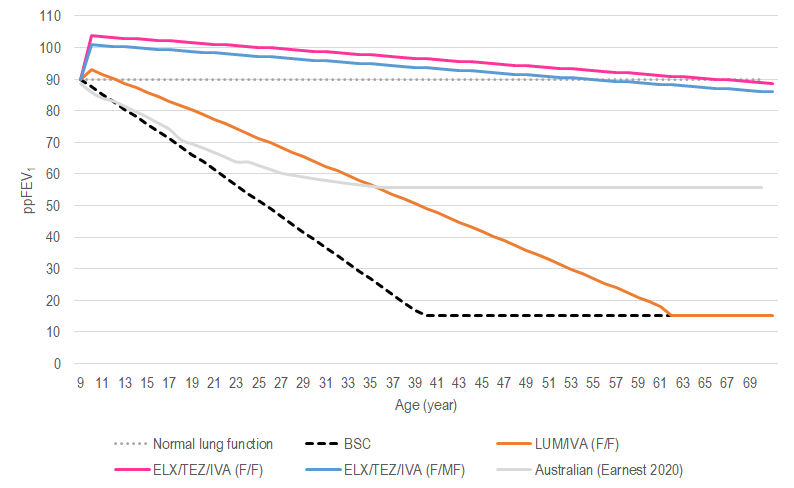 110
100
90
80
70
60
50
40
30
20
10
0
ppFEV1
9 11 13 15 17 19 21 23 25 27 29 31 33 35 37 39 41 43 45 47 49 51 53 55 57 59 61 63 65 67 69
Age (year)
Normal lung function BSC LUM/IVA (F/F)
ELX/TEZ/IVA (F/F) ELX/TEZ/IVA (F/MF) Australian (Earnest 2020)